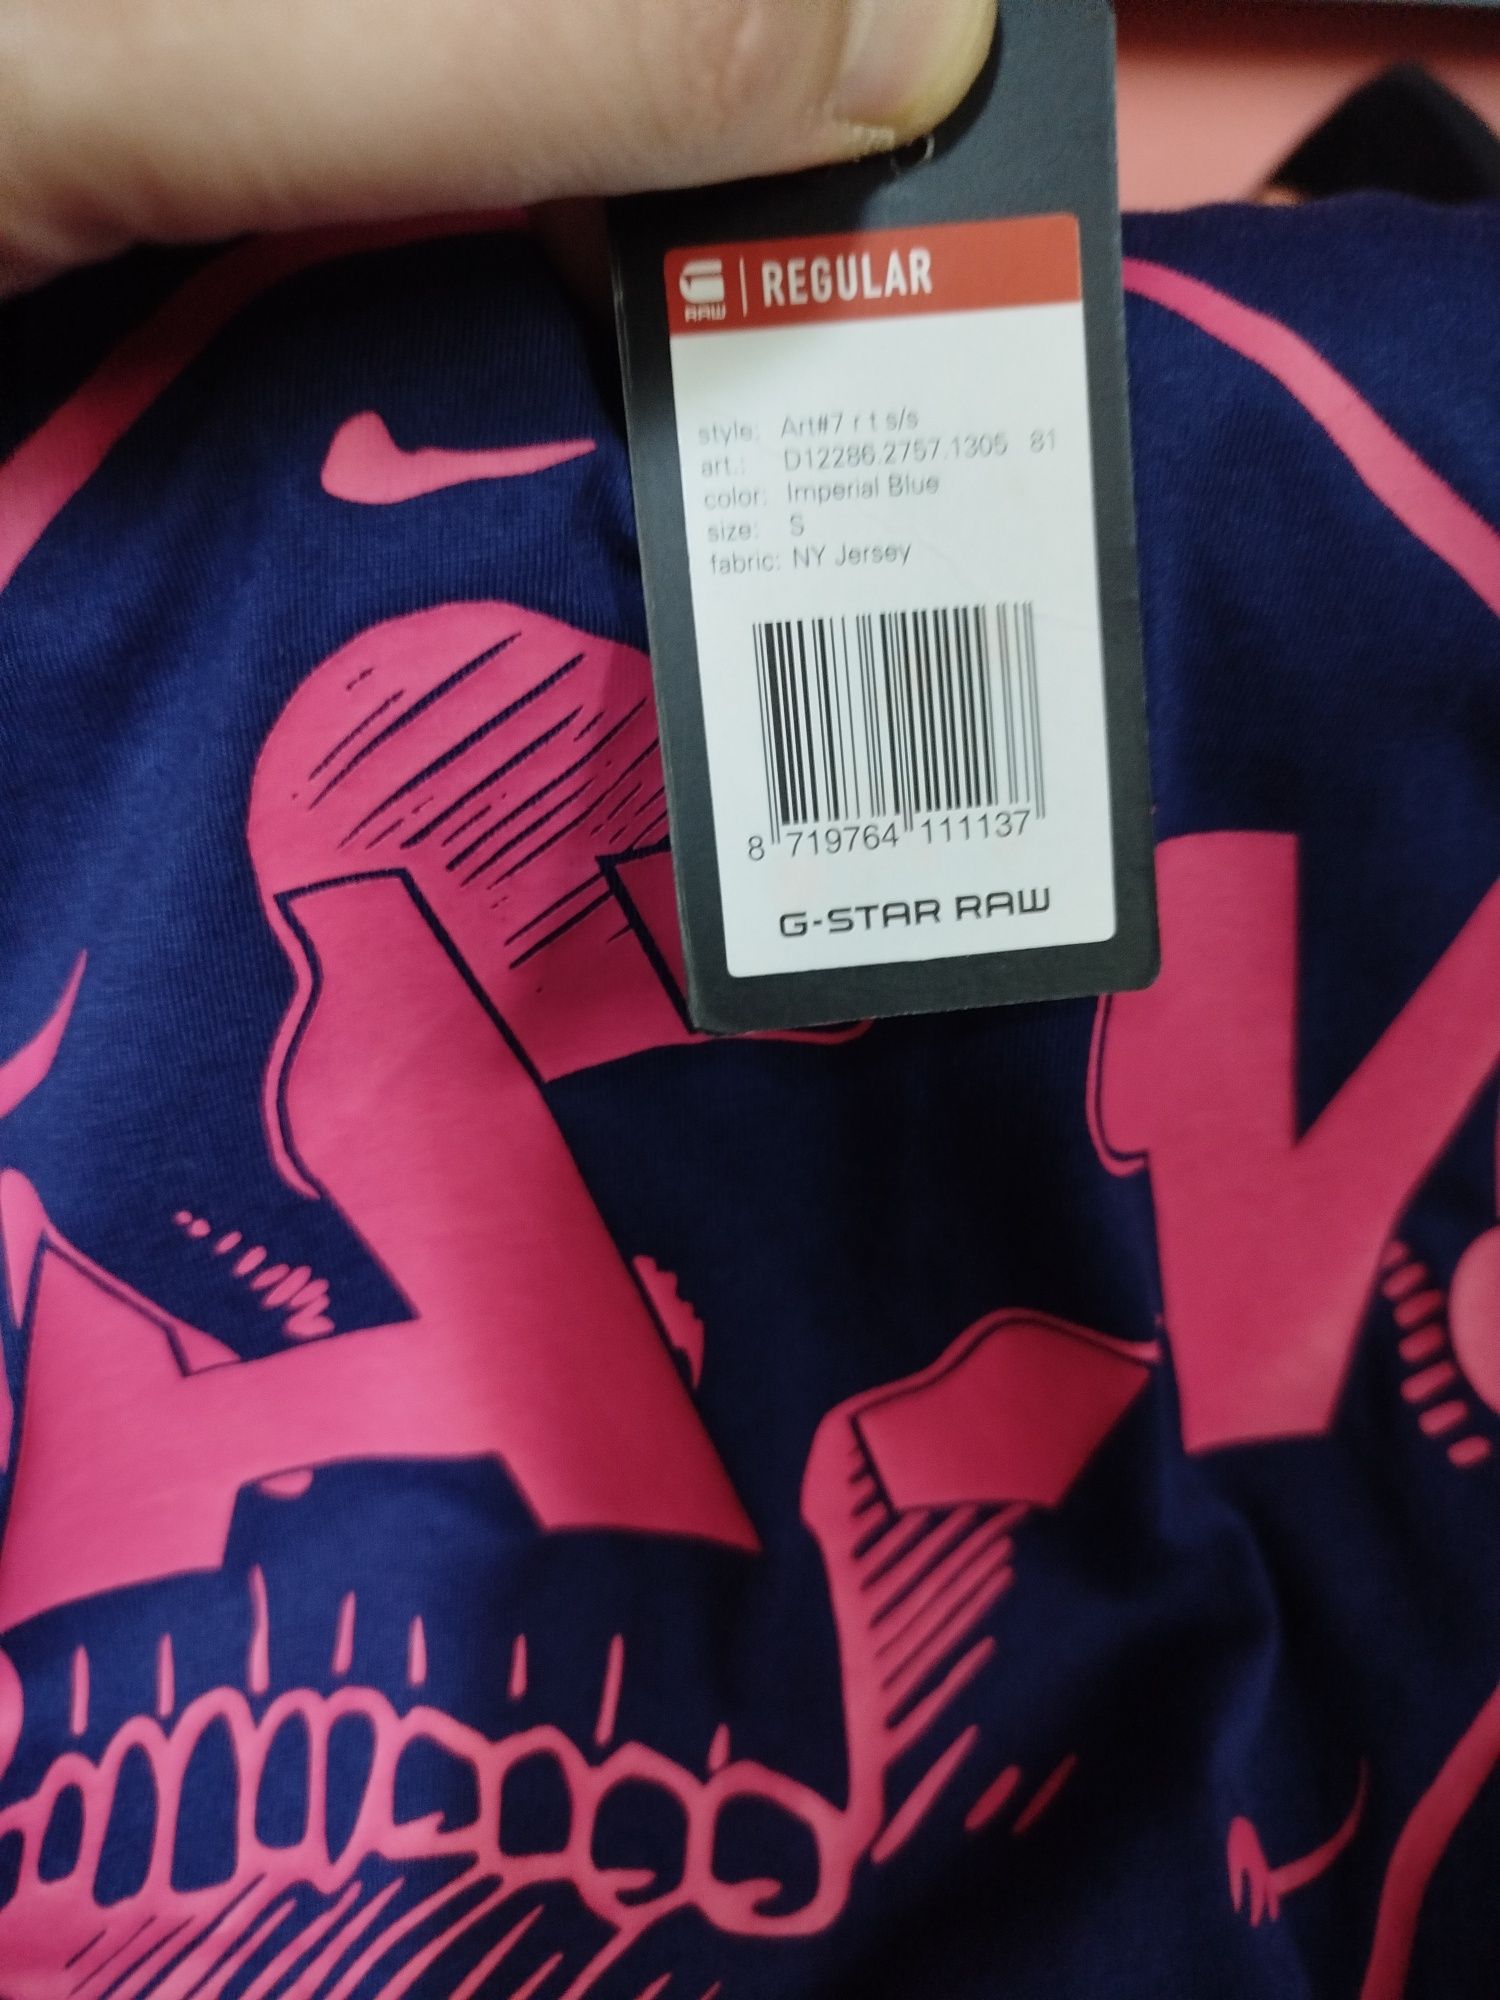 RAW | REGULAR
style: Art#7 r t s/s
art.: D12286.2757.1305 81
color: Imperial Blue
size: S
fabric: NY Jersey
8 719764 111137
G-STAR RAW